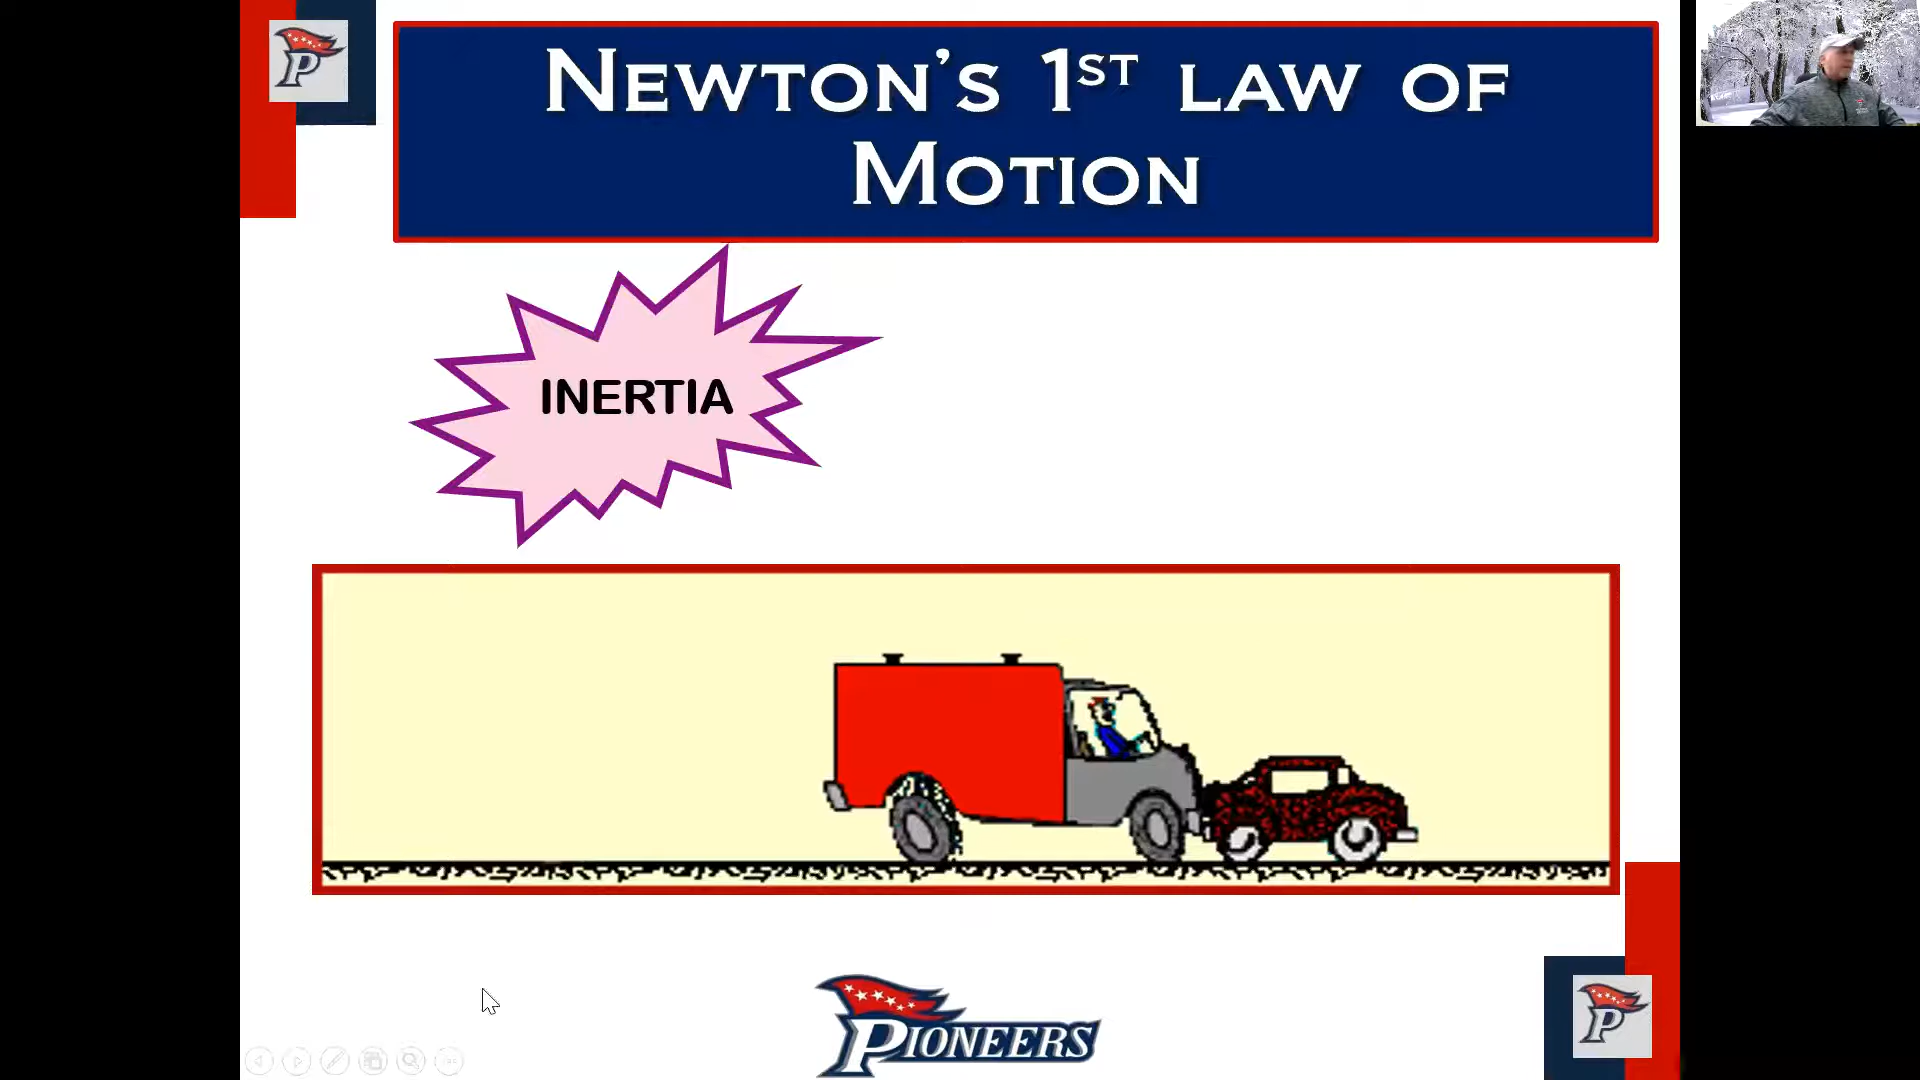 P
NEWTON'S 1ST LAW OF
MOTION
INERTIA
PIONEERS
P